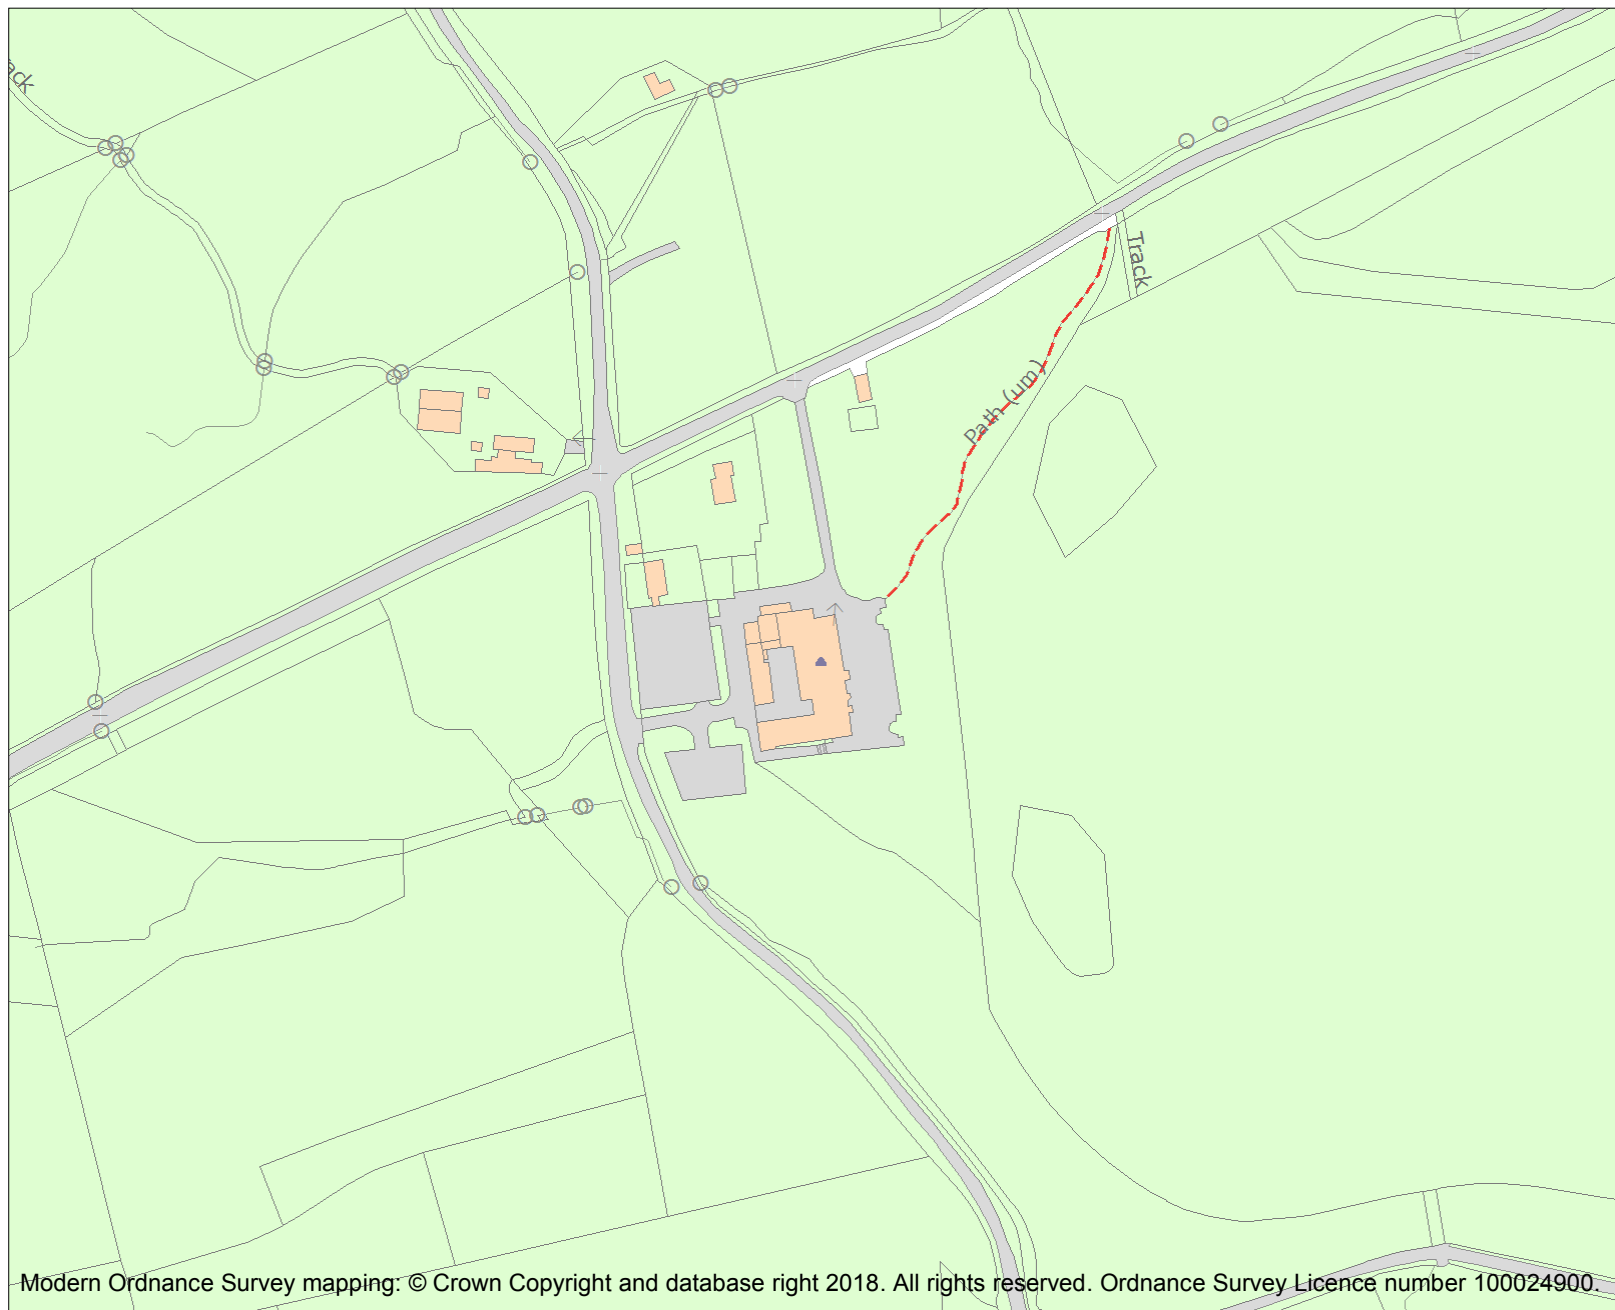 Track
Path (um)
Modern Ordnance Survey mapping: © Crown Copyright and database right 2018. All rights reserved. Ordnance Survey Licence number 100024900.